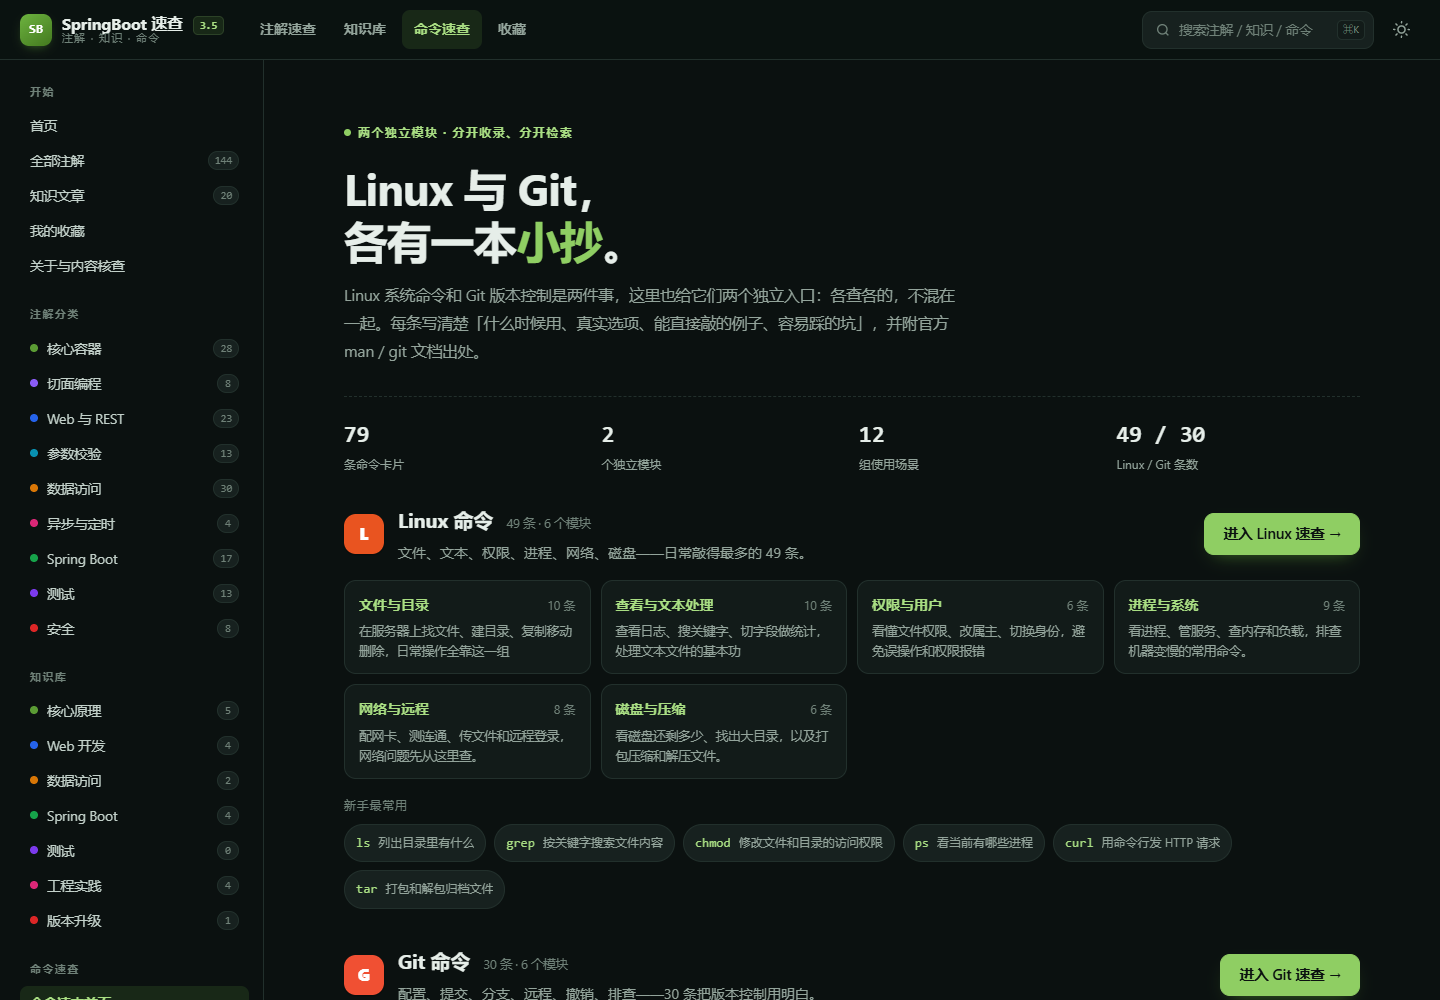 SB
SpringBoot 速查 3.5
注解 · 知识 · 命令
注解速查 知识库 命令速查 收藏
搜索注解 / 知识 / 命令 ⌘K
开始
首页
全部注解 144
知识文章 20
我的收藏
关于与内容核查
注解分类
核心容器 28
切面编程 8
Web 与 REST 23
参数校验 13
数据访问 30
异步与定时 4
Spring Boot 17
测试 13
安全 8
知识库
核心原理 5
Web 开发 4
数据访问 2
Spring Boot 4
测试 0
工程实践 4
版本升级 1
命令速查
两个独立模块 · 分开收录、分开检索
Linux 与 Git，
各有一本小抄。
Linux 系统命令和 Git 版本控制是两件事，这里也给它们两个独立入口：各查各的，不混在
一起。每条写清楚「什么时候用、真实选项、能直接敲的例子、容易踩的坑」，并附官方
man / git 文档出处。
79
条命令卡片
2
个独立模块
12
组使用场景
49 / 30
Linux / Git 条数
L
Linux 命令 49 条 · 6 个模块
文件、文本、权限、进程、网络、磁盘——日常敲得最多的 49 条。
进入 Linux 速查 →
文件与目录 10 条
在服务器上找文件、建目录、复制移动
删除，日常操作全靠这一组
查看与文本处理 10 条
查看日志、搜关键字、切字段做统计，
处理文本文件的基本功
权限与用户 6 条
看懂文件权限、改属主、切换身份，避
免误操作和权限报错
进程与系统 9 条
看进程、管服务、查内存和负载，排查
机器变慢的常用命令。
网络与远程 8 条
配网卡、测连通、传文件和远程登录，
网络问题先从这里查。
磁盘与压缩 6 条
看磁盘还剩多少、找出大目录，以及打
包压缩和解压文件。
新手最常用
ls 列出目录里有什么
grep 按关键字搜索文件内容
chmod 修改文件和目录的访问权限
ps 看当前有哪些进程
curl 用命令行发 HTTP 请求
tar 打包和解包归档文件
G
Git 命令 30 条 · 6 个模块
配置、提交、分支、远程、撤销、排查——30 条把版本控制用明白。
进入 Git 速查 →